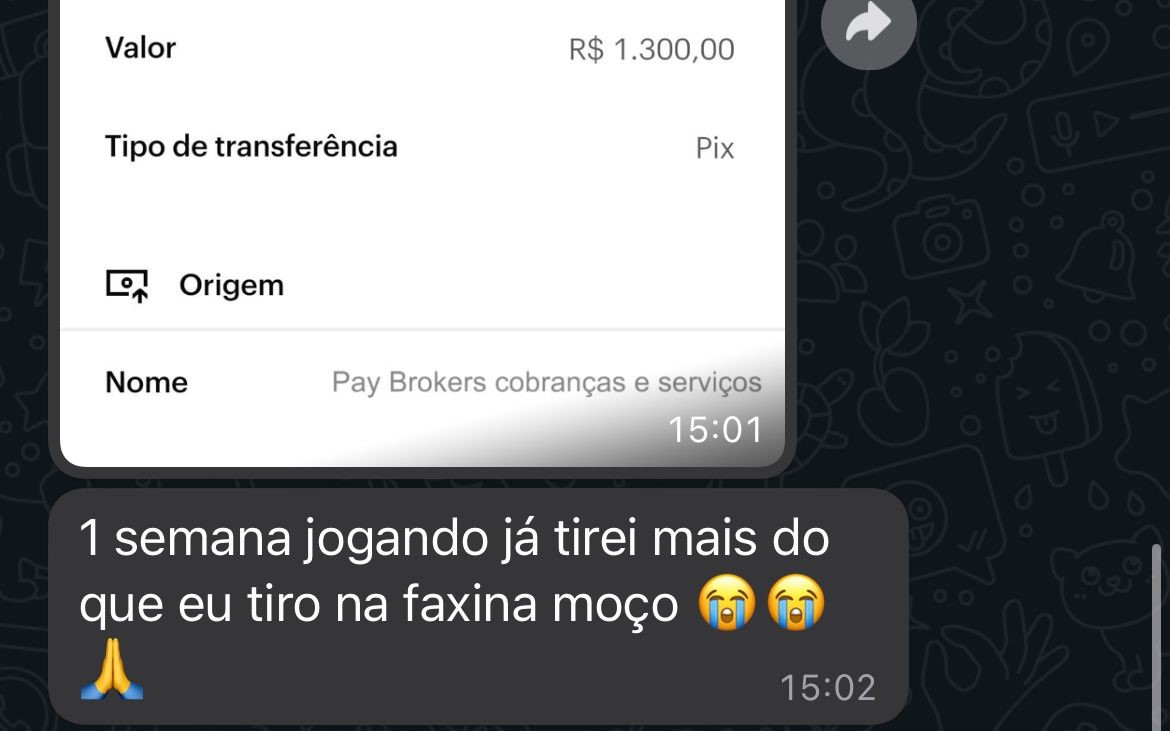 Valor R$ 1.300,00
Tipo de transferência Pix
Origem
Nome Pay Brokers cobranças e serviços
15:01
1 semana jogando já tirei mais do
que eu tiro na faxina moço 😭😭
🙏
15:02